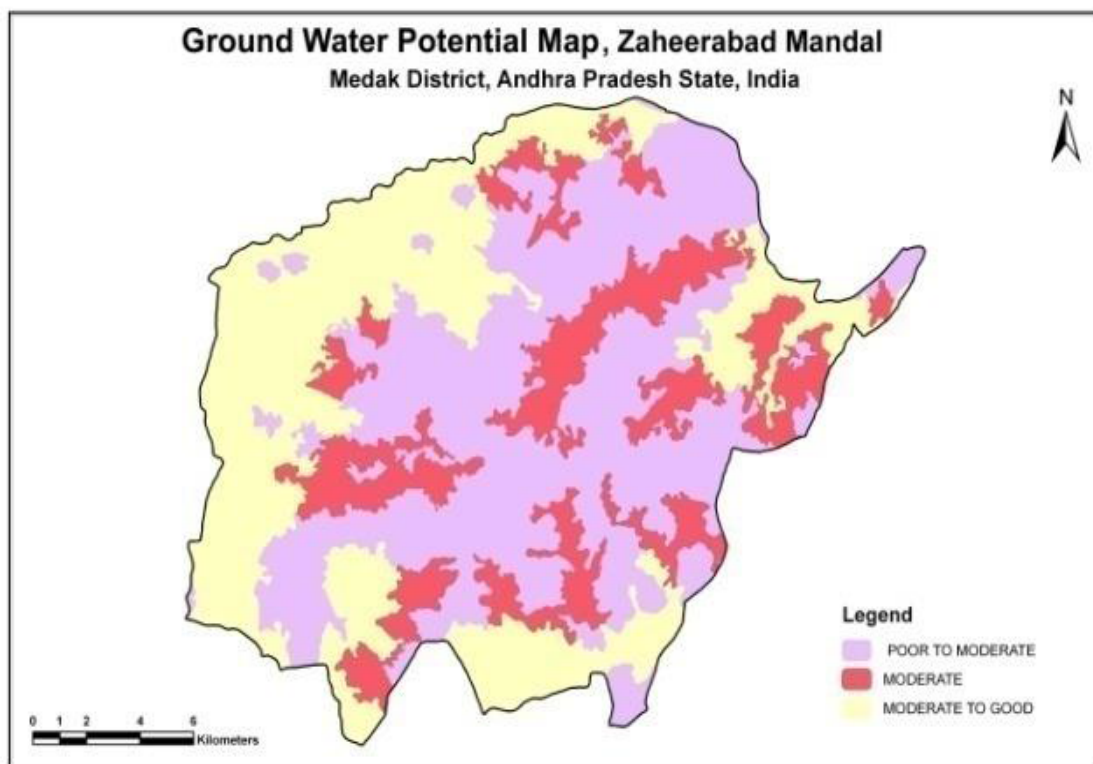 Ground Water Potential Map, Zaheerabad Mandal
Medak District, Andhra Pradesh State, India
N
Legend
POOR TO MODERATE
MODERATE
MODERATE TO GOOD
0 1 2 4 6
Kilometers